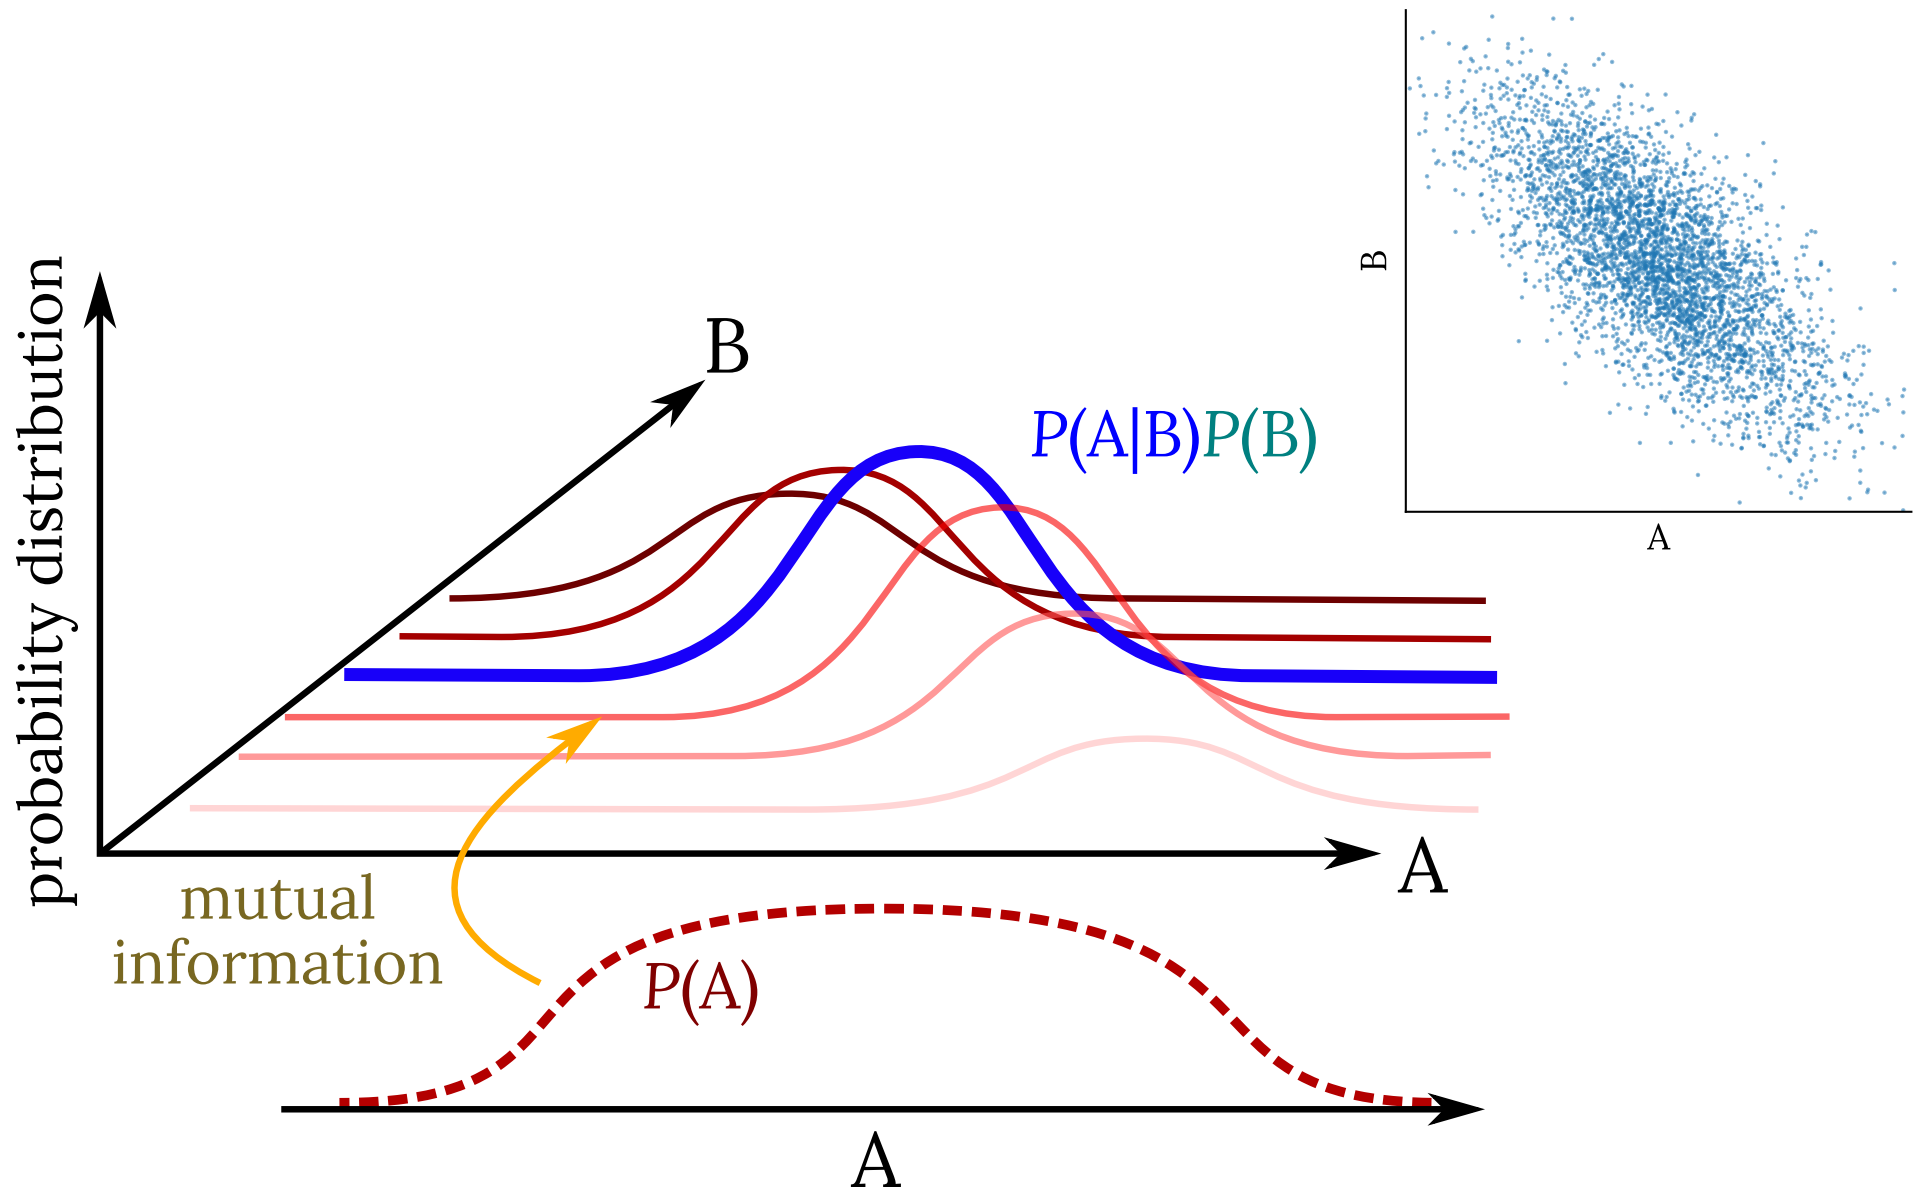 B
A
probability distribution
B
P(A|B)P(B)
A
mutual
information
P(A)
A